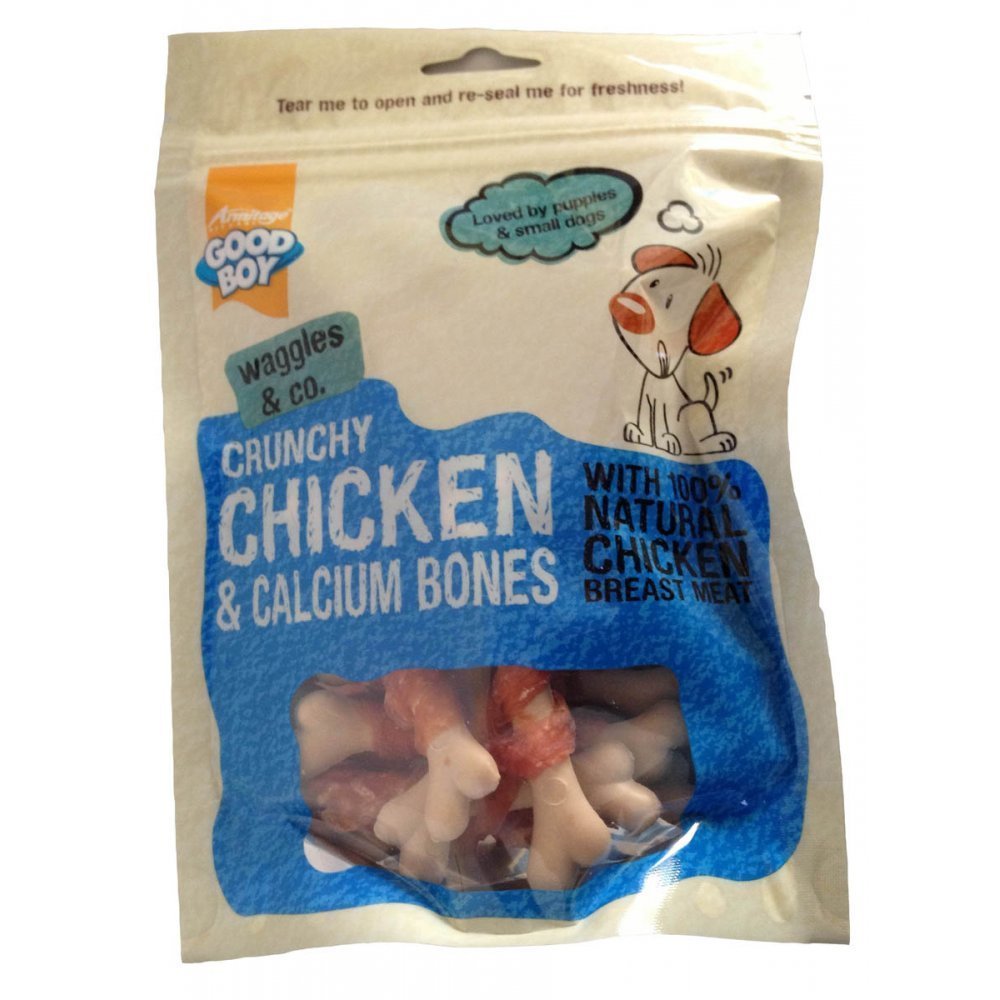 Tear me to open and re-seal me for freshness!
Armitage
GOOD
BOY
Loved by puppies
& small dogs
waggles
& co.
CRUNCHY
CHICKEN
& CALCIUM BONES
WITH 100%
NATURAL
CHICKEN
BREAST MEAT